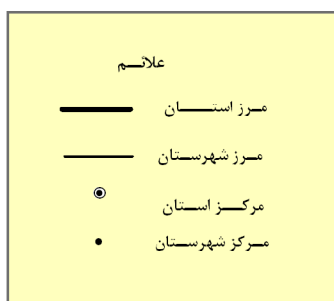 علائم
مرز استان
مرز شهرستان
مرکز استان
مرکز شهرستان